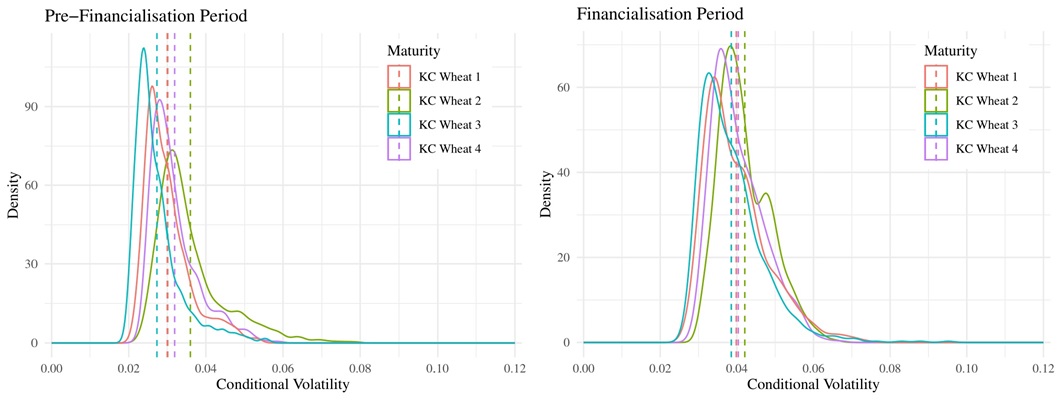 Pre−Financialisation Period
Density
90
60
30
0
0.00 0.02 0.04 0.06 0.08 0.10 0.12
Conditional Volatility
Maturity
KC Wheat 1
KC Wheat 2
KC Wheat 3
KC Wheat 4
Financialisation Period
Density
60
40
20
0
0.00 0.02 0.04 0.06 0.08 0.10 0.12
Conditional Volatility
Maturity
KC Wheat 1
KC Wheat 2
KC Wheat 3
KC Wheat 4